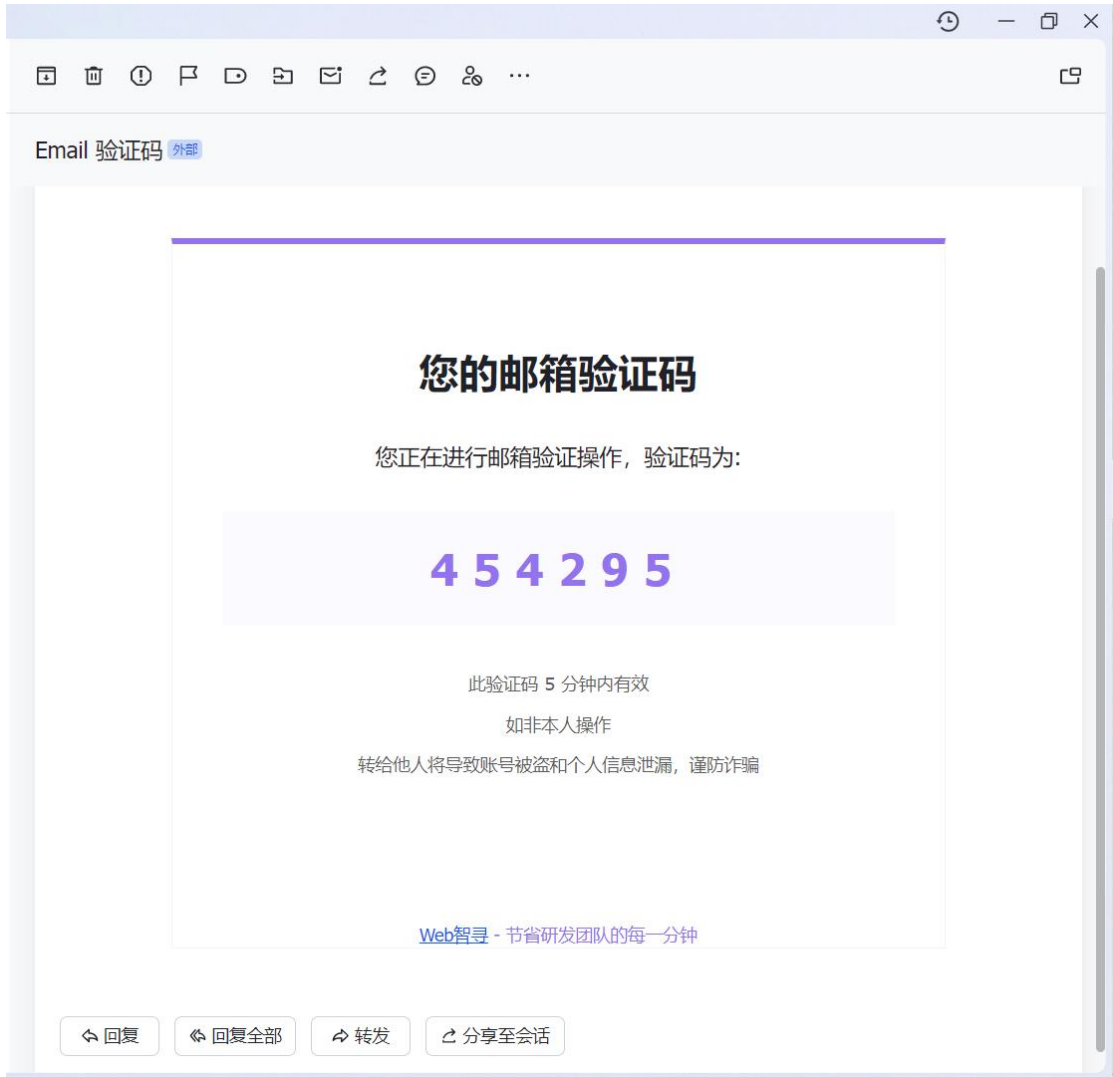 Email 验证码 外部
您的邮箱验证码
您正在进行邮箱验证操作，验证码为:
454295
此验证码 5 分钟内有效
如非本人操作
转给他人将导致账号被盗和个人信息泄漏，谨防诈骗
Web智寻 - 节省研发团队的每一分钟
回复 回复全部 转发 分享至会话